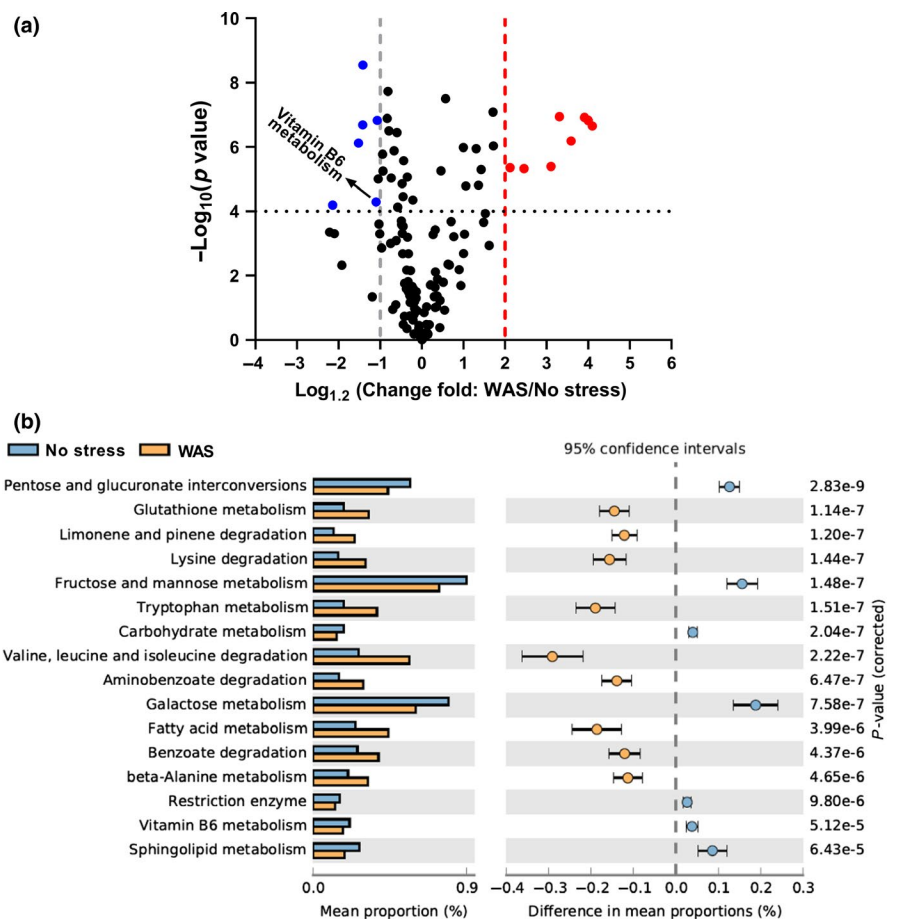 (a)
10
8
6
4
2
0
−Log10(p value)
Vitamin B6
metabolism
−4 −3 −2 −1 0 1 2 3 4 5 6
Log1.2 (Change fold: WAS/No stress)
(b)
No stress WAS
95% confidence intervals
Pentose and glucuronate interconversions 2.83e-9
Glutathione metabolism 1.14e-7
Limonene and pinene degradation 1.20e-7
Lysine degradation 1.44e-7
Fructose and mannose metabolism 1.48e-7
Tryptophan metabolism 1.51e-7
Carbohydrate metabolism 2.04e-7
Valine, leucine and isoleucine degradation 2.22e-7
Aminobenzoate degradation 6.47e-7
Galactose metabolism 7.58e-7
Fatty acid metabolism 3.99e-6
Benzoate degradation 4.37e-6
beta-Alanine metabolism 4.65e-6
Restriction enzyme 9.80e-6
Vitamin B6 metabolism 5.12e-5
Sphingolipid metabolism 6.43e-5
P-value (corrected)
0.0 0.9 −0.4 −0.3 −0.2 −0.1 0.0 0.1 0.2 0.3
Mean proportion (%) Difference in mean proportions (%)